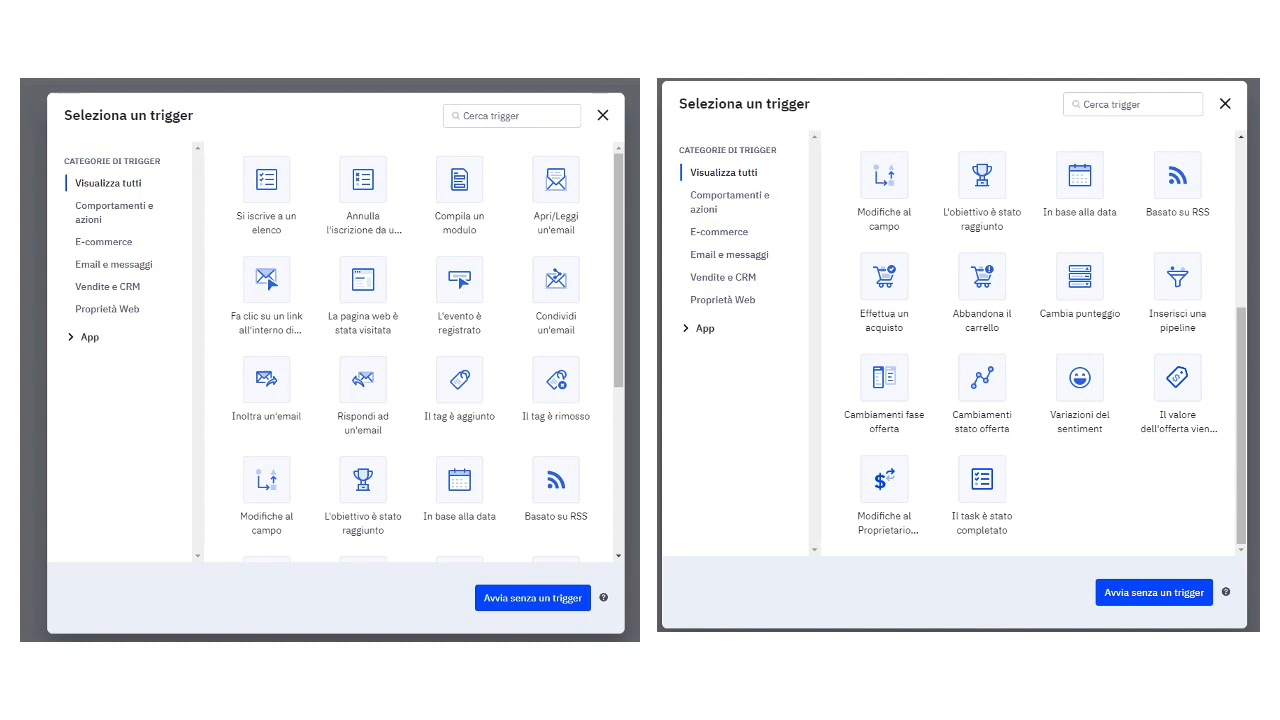 Seleziona un trigger
Cerca trigger
CATEGORIE DI TRIGGER
Visualizza tutti
Comportamenti e
azioni
E-commerce
Email e messaggi
Vendite e CRM
Proprietà Web
App
Si iscrive a un
elenco
Annulla
l'iscrizione da u...
Compila un
modulo
Apri/Leggi
un'email
Fa clic su un link
all'interno di...
La pagina web è
stata visitata
L'evento è
registrato
Condividi
un'email
Inoltra un'email
Rispondi ad
un'email
Il tag è aggiunto
Il tag è rimosso
Modifiche al
campo
L'obiettivo è stato
raggiunto
In base alla data
Basato su RSS
Avvia senza un trigger
Seleziona un trigger
Cerca trigger
CATEGORIE DI TRIGGER
Visualizza tutti
Comportamenti e
azioni
E-commerce
Email e messaggi
Vendite e CRM
Proprietà Web
App
Modifiche al
campo
L'obiettivo è stato
raggiunto
In base alla data
Basato su RSS
Effettua un
acquisto
Abbandona il
carrello
Cambia punteggio
Inserisci una
pipeline
Cambiamenti fase
offerta
Cambiamenti
stato offerta
Variazioni del
sentiment
Il valore
dell'offerta vien...
Modifiche al
Proprietario...
Il task è stato
completato
Avvia senza un trigger